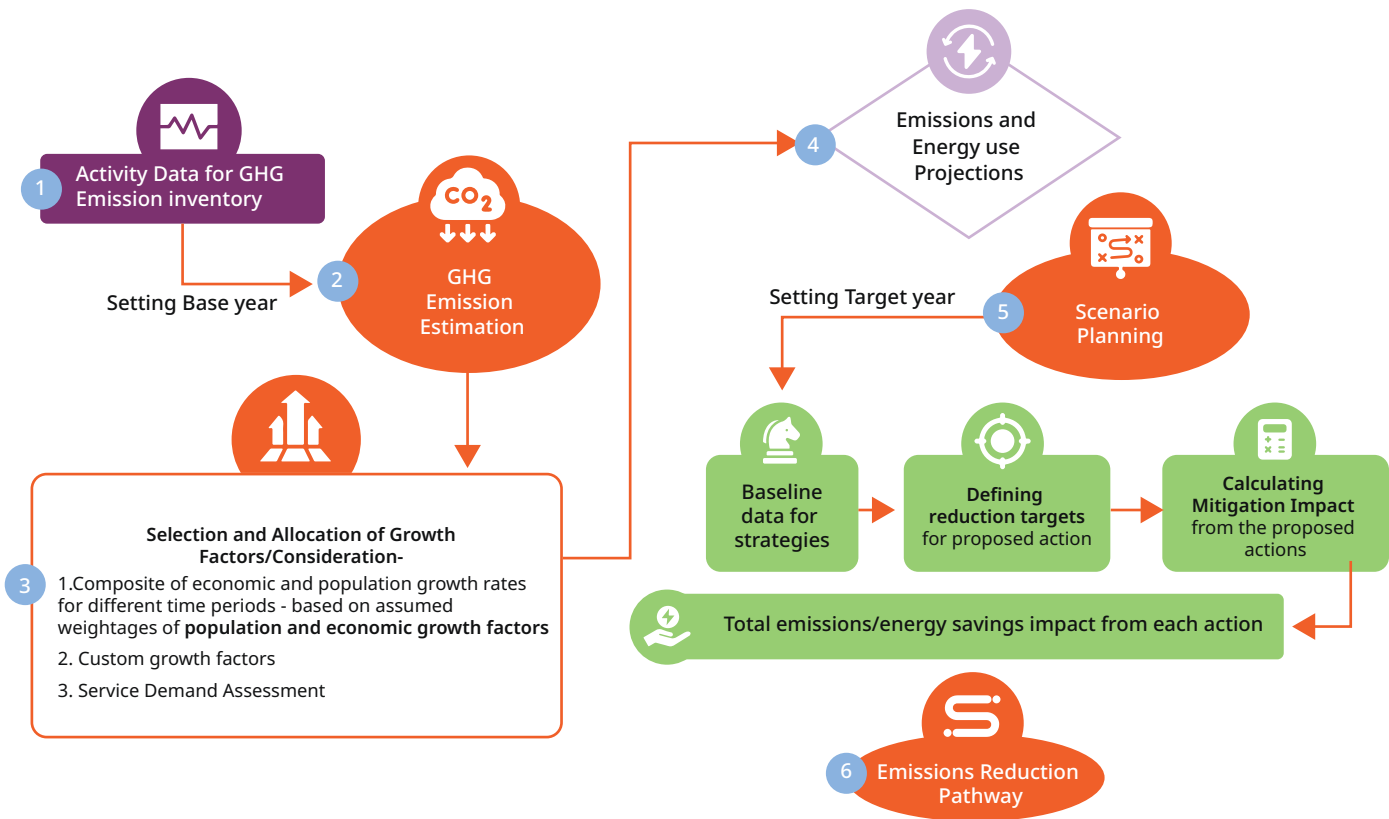 1
Activity Data for GHG
Emission inventory
Setting Base year
2
CO2
GHG
Emission
Estimation
3
Selection and Allocation of Growth
Factors/Consideration-
1.Composite of economic and population growth rates
for different time periods - based on assumed
weightages of population and economic growth factors
2. Custom growth factors
3. Service Demand Assessment
4
Emissions and
Energy use
Projections
5
Scenario
Planning
Setting Target year
Baseline
data for
strategies
Defining
reduction targets
for proposed action
Calculating
Mitigation Impact
from the proposed
actions
Total emissions/energy savings impact from each action
6
Emissions Reduction
Pathway